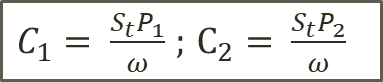 C₁ = SₜP₁/ω ; C₂ = SₜP₂/ω